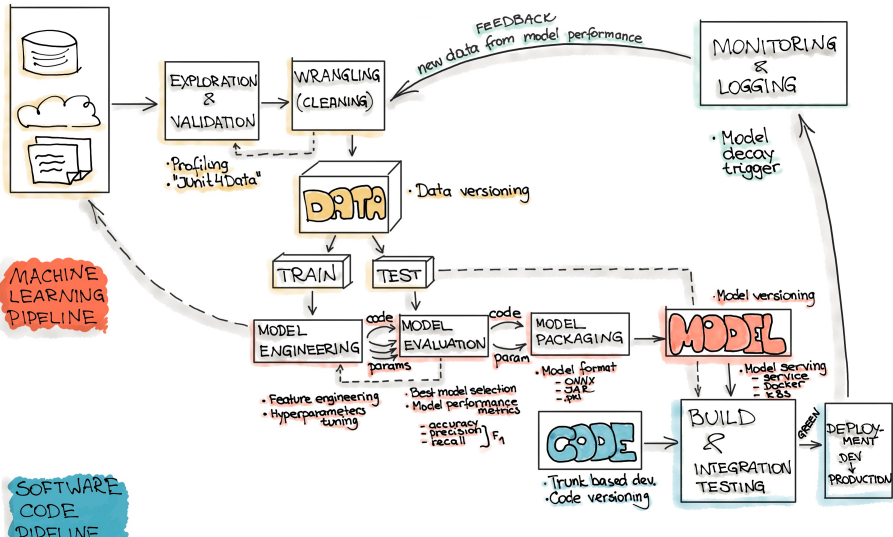 FEEDBACK
new data from model performance
MONITORING
&
LOGGING
EXPLORATION
&
VALIDATION
WRANGLING
(CLEANING)
• Profiling
• "JUnit4Data"
• Model
decay
trigger
DATA
• Data versioning
TRAIN
TEST
MACHINE
LEARNING
PIPELINE
MODEL
ENGINEERING
code
params
MODEL
EVALUATION
code
param
MODEL
PACKAGING
• Model versioning
MODEL
• Feature engineering
• Hyperparameters
tuning
• Best model selection
• Model performance
metrics
– accuracy
– precision
– recall
F1
• Model format
– ONNX
– JAR
– .pkl
• Model serving
– service
– Docker
– K8S
CODE
• Trunk based dev.
• Code versioning
BUILD
&
INTEGRATION
TESTING
GREEN
DEPLOY-
MENT
DEV
PRODUCTION
SOFTWARE
CODE
PIPELINE